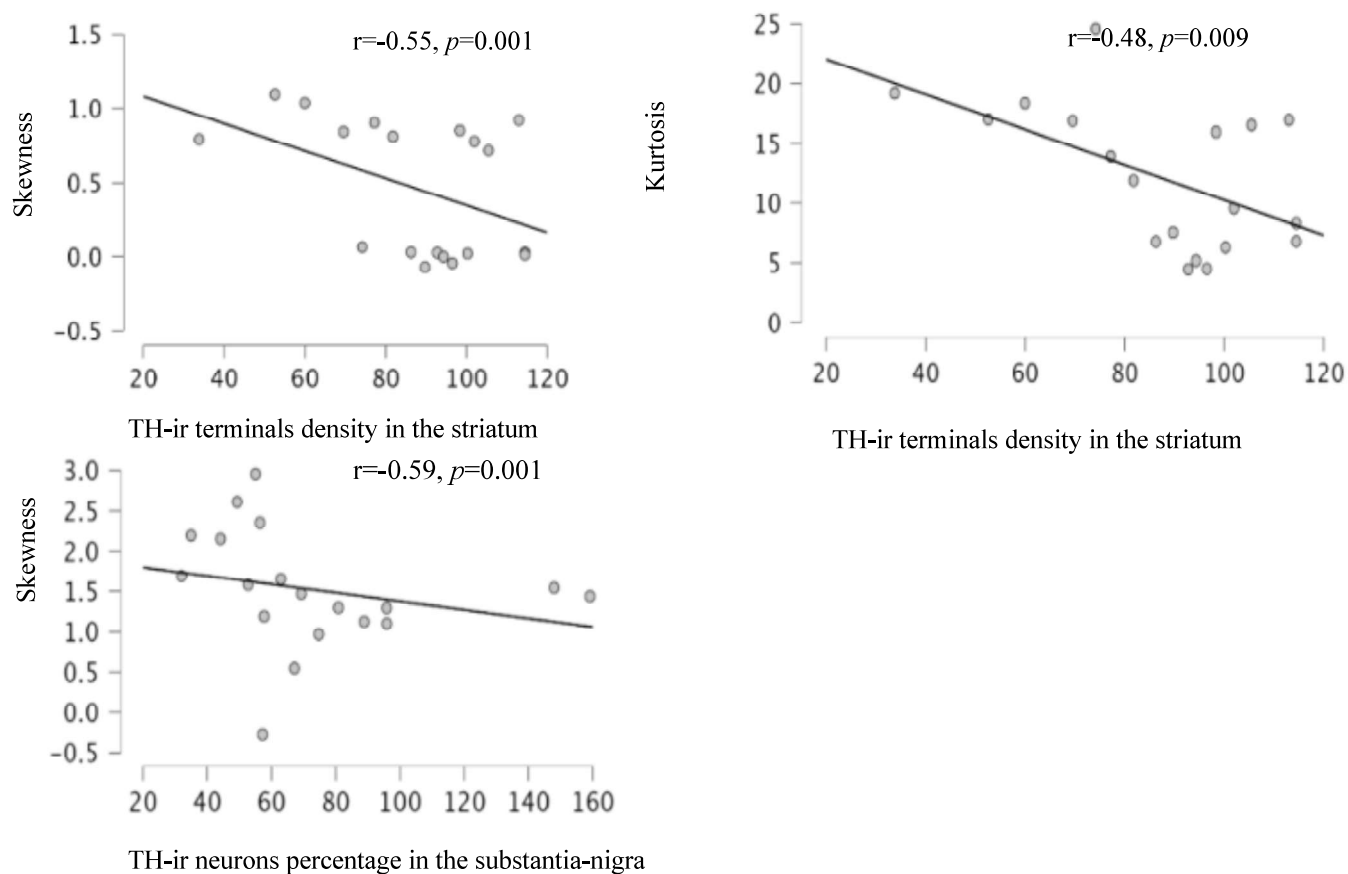 r=-0.55, p=0.001
Skewness
1.5
1.0
0.5
0.0
-0.5
20 40 60 80 100 120
TH-ir terminals density in the striatum
r=-0.48, p=0.009
Kurtosis
25
20
15
10
5
0
20 40 60 80 100 120
TH-ir terminals density in the striatum
r=-0.59, p=0.001
Skewness
3.0
2.5
2.0
1.5
1.0
0.5
0.0
-0.5
20 40 60 80 100 120 140 160
TH-ir neurons percentage in the substantia-nigra